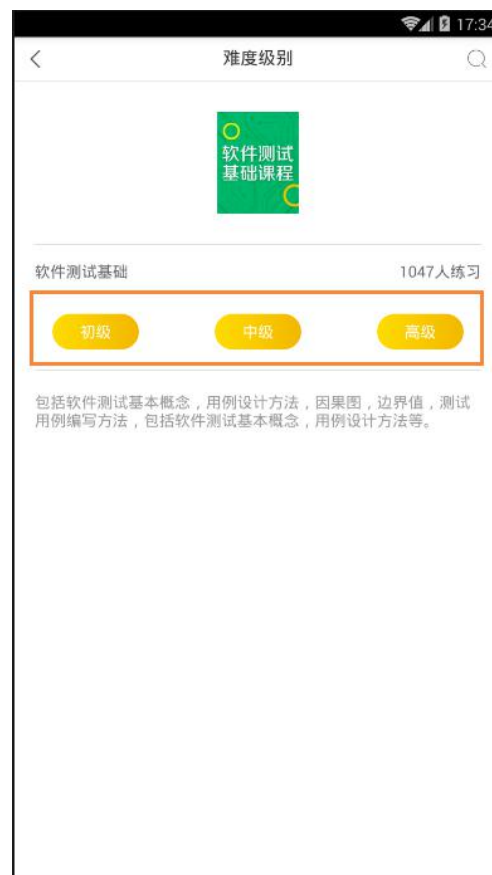 17:34
难度级别
软件测试
基础课程
软件测试基础 1047人练习
初级 中级 高级
包括软件测试基本概念，用例设计方法，因果图，边界值，测试
用例编写方法，包括软件测试基本概念，用例设计方法等。